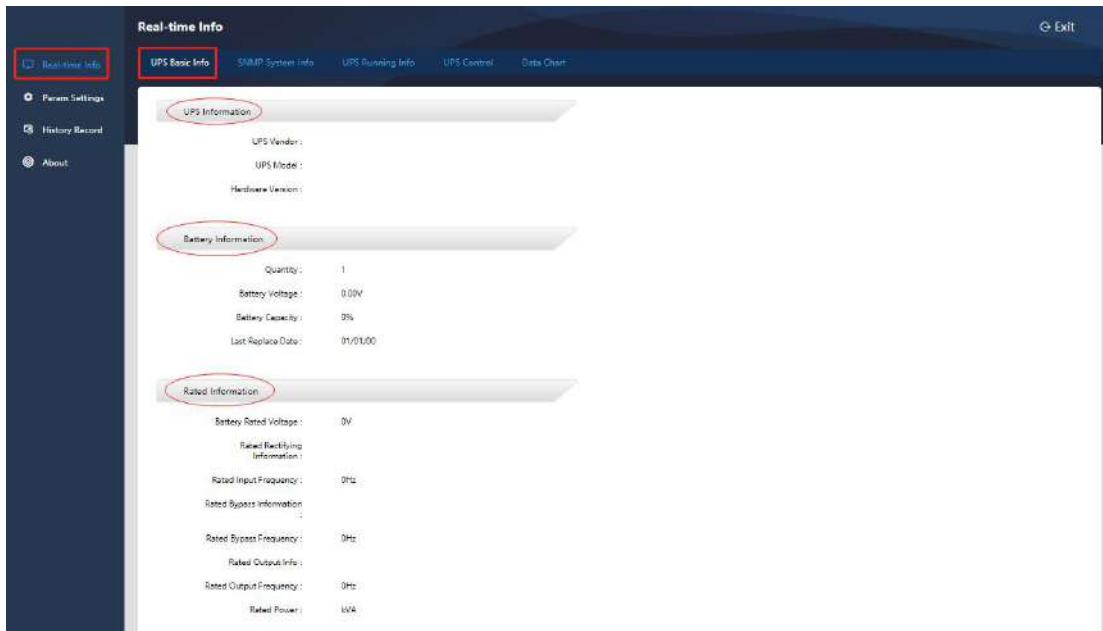 Real-time Info
Exit
Real-time Info
UPS Basic Info
SNMP System Info
UPS Running Info
UPS Control
Data Chart
Param Settings
History Record
About
UPS Information
UPS Vendor :
UPS Model :
Hardware Version :
Battery Information
Quantity : 1
Battery Voltage : 0.00V
Battery Capacity : 0%
Last Replace Date : 01/01/00
Rated Information
Battery Rated Voltage : 0V
Rated Rectifying
Information :
Rated Input Frequency : 0Hz
Rated Bypass Information
:
Rated Bypass Frequency : 0Hz
Rated Output Info :
Rated Output Frequency : 0Hz
Rated Power : kVA